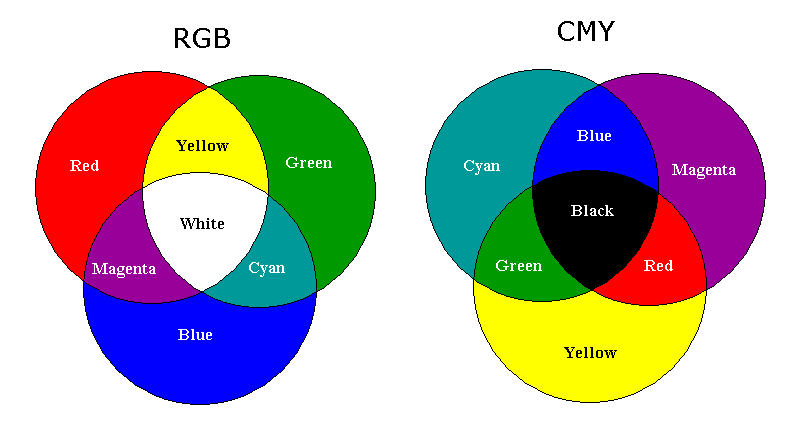 RGB
Yellow
Red
Green
White
Magenta
Cyan
Blue
CMY
Blue
Cyan
Magenta
Black
Green
Red
Yellow